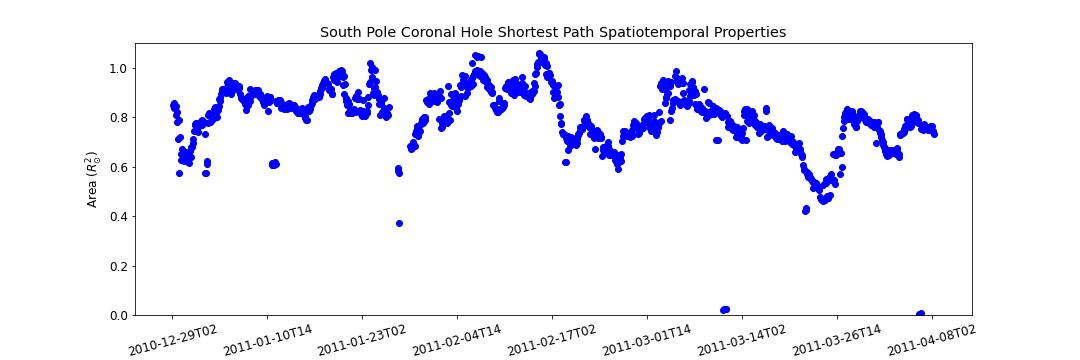 South Pole Coronal Hole Shortest Path Spatiotemporal Properties
Area (R⊙²)
1.0
0.8
0.6
0.4
0.2
0.0
2010-12-29T02
2011-01-10T14
2011-01-23T02
2011-02-04T14
2011-02-17T02
2011-03-01T14
2011-03-14T02
2011-03-26T14
2011-04-08T02